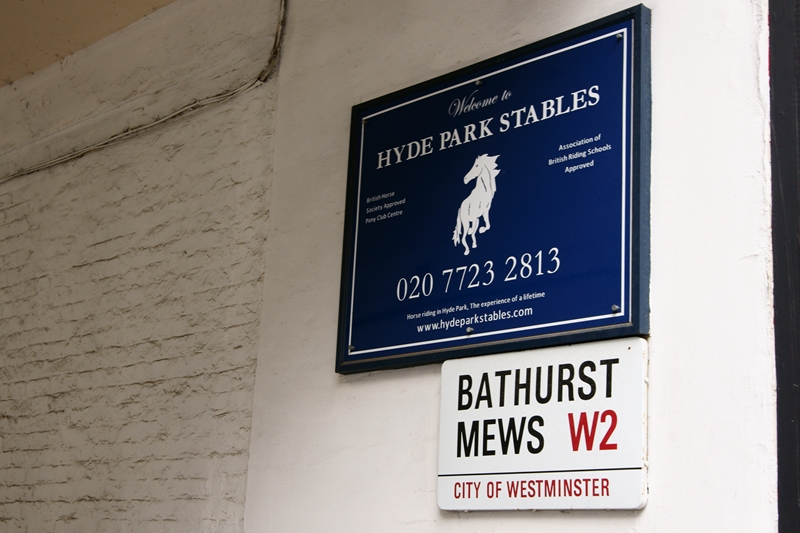 Welcome to
HYDE PARK STABLES
British Horse
Society Approved
Pony Club Centre
Association of
British Riding Schools
Approved
020 7723 2813
Horse riding in Hyde Park, The experience of a lifetime
www.hydeparkstables.com
BATHURST
MEWS W2
CITY OF WESTMINSTER